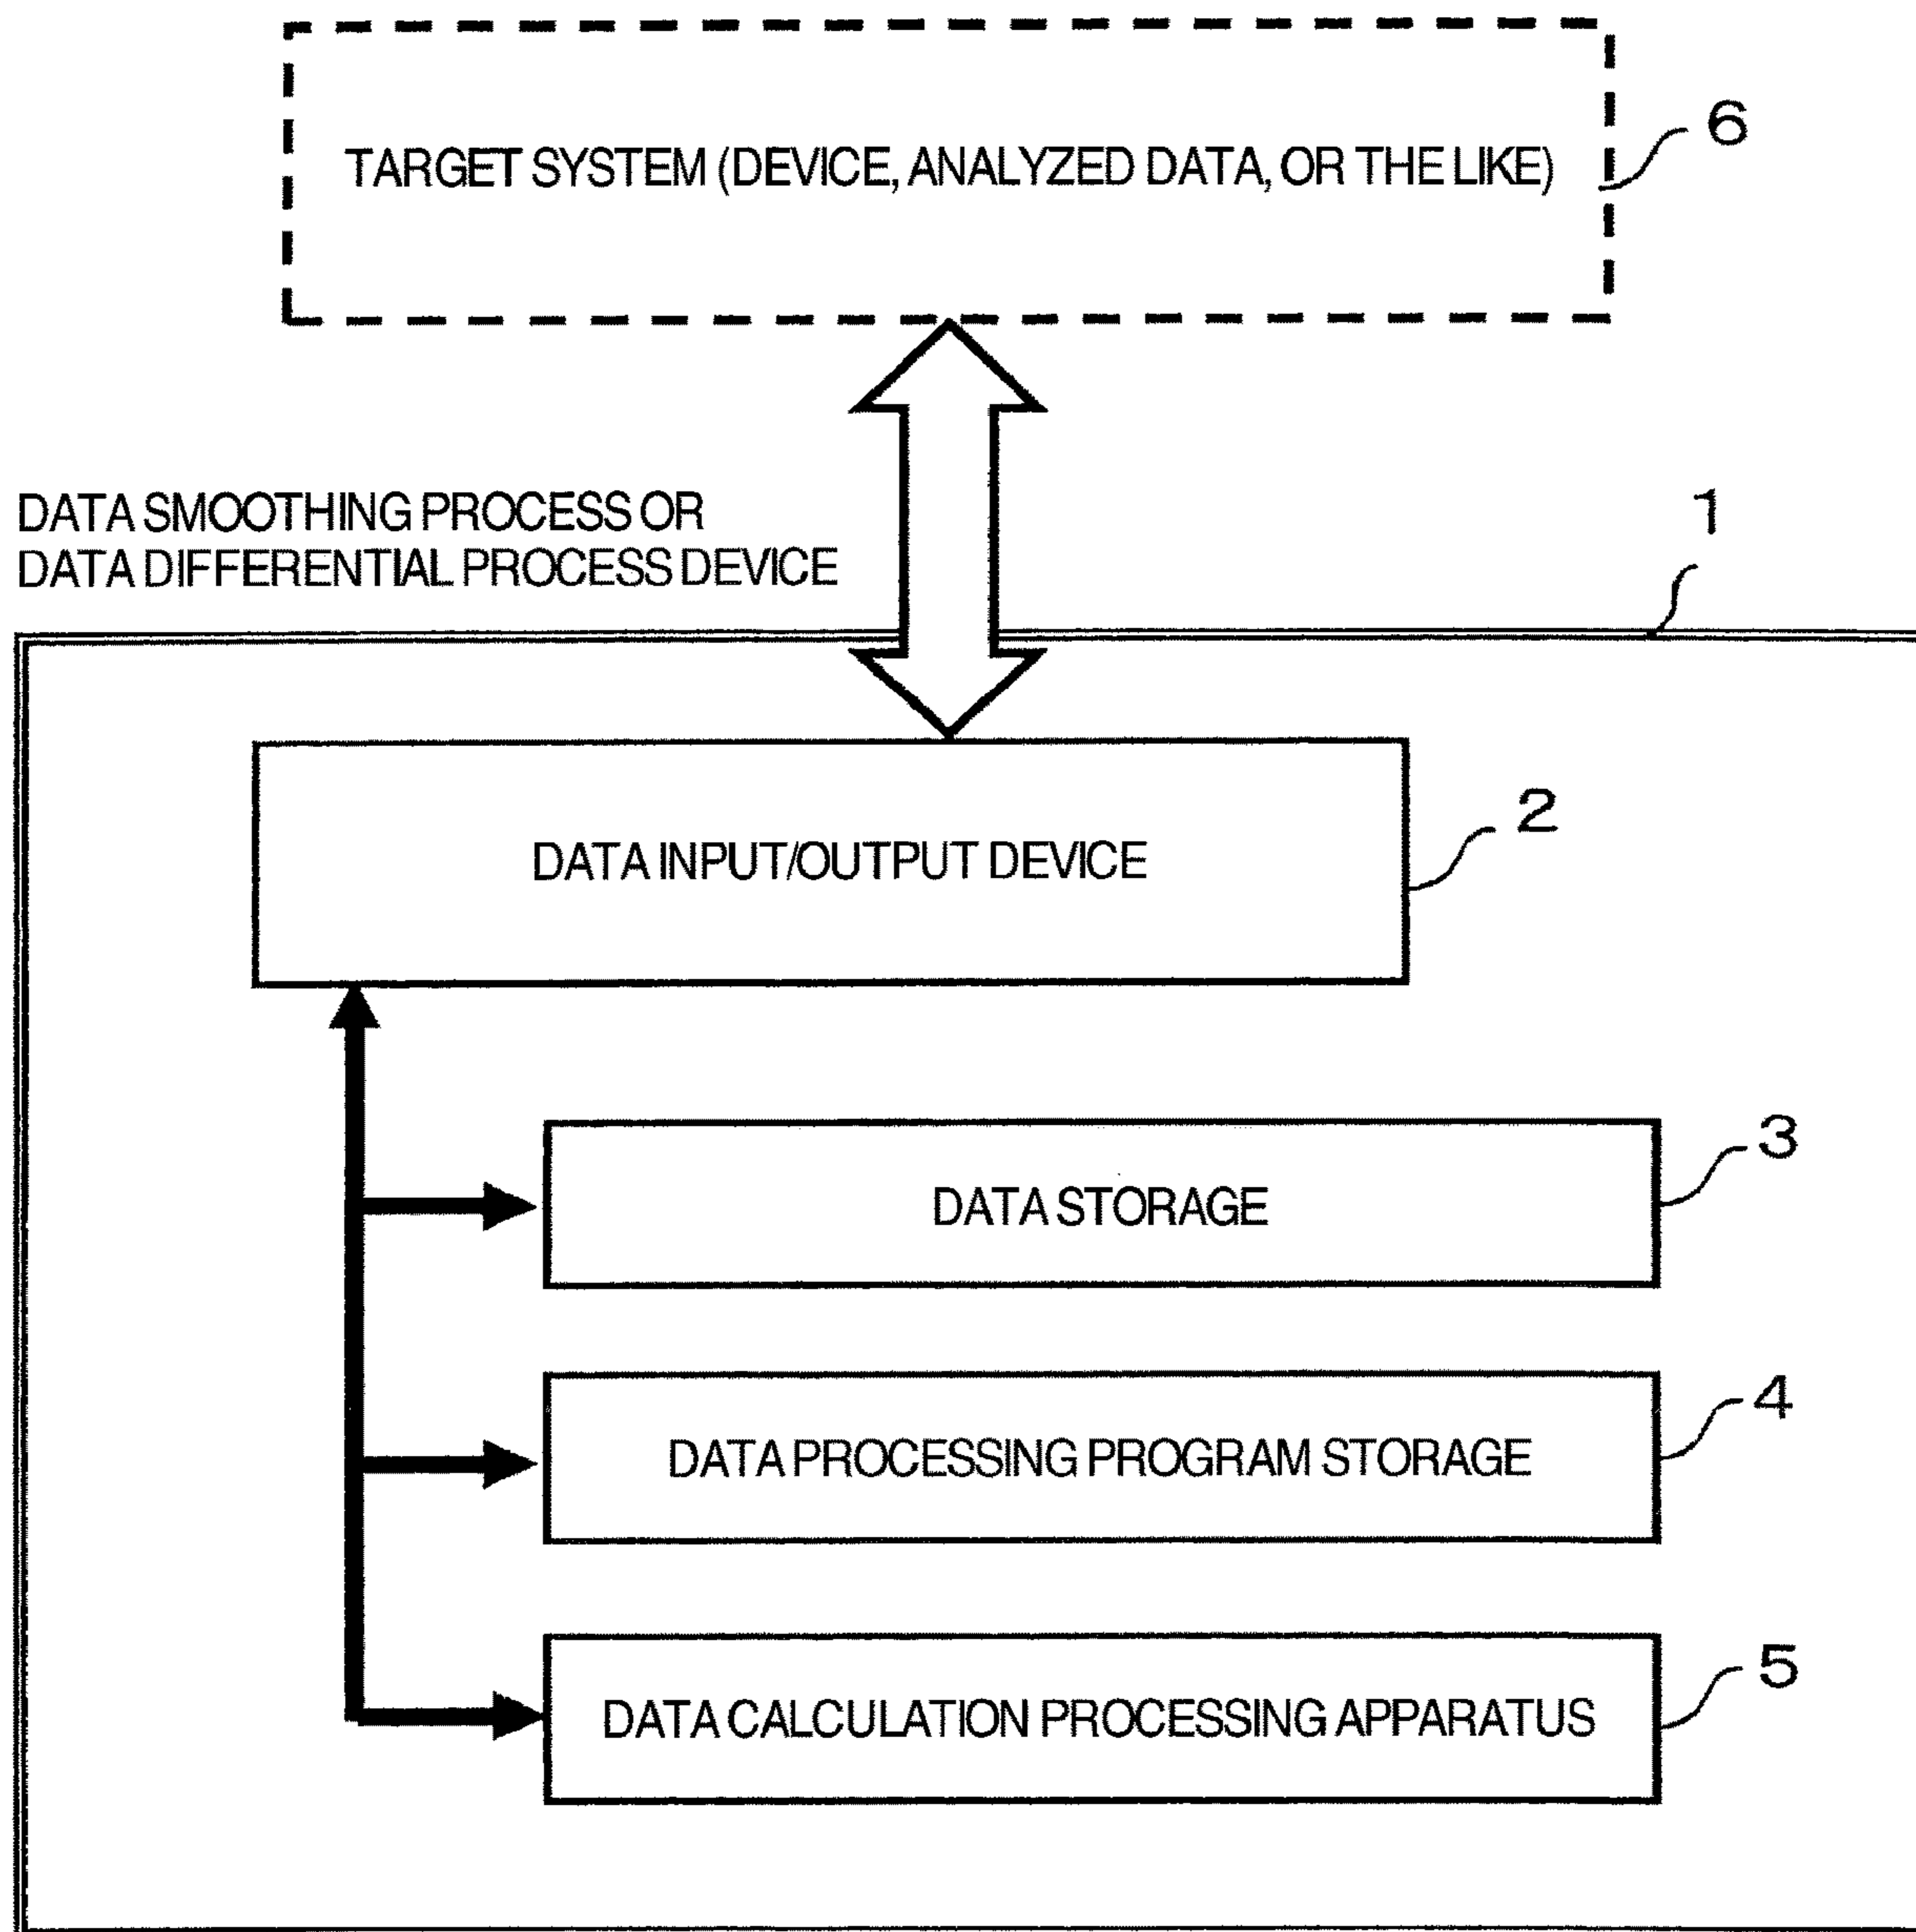 TARGET SYSTEM (DEVICE, ANALYZED DATA, OR THE LIKE)
6
DATA SMOOTHING PROCESS OR
DATA DIFFERENTIAL PROCESS DEVICE
1
DATA INPUT/OUTPUT DEVICE
2
DATA STORAGE
3
DATA PROCESSING PROGRAM STORAGE
4
DATA CALCULATION PROCESSING APPARATUS
5